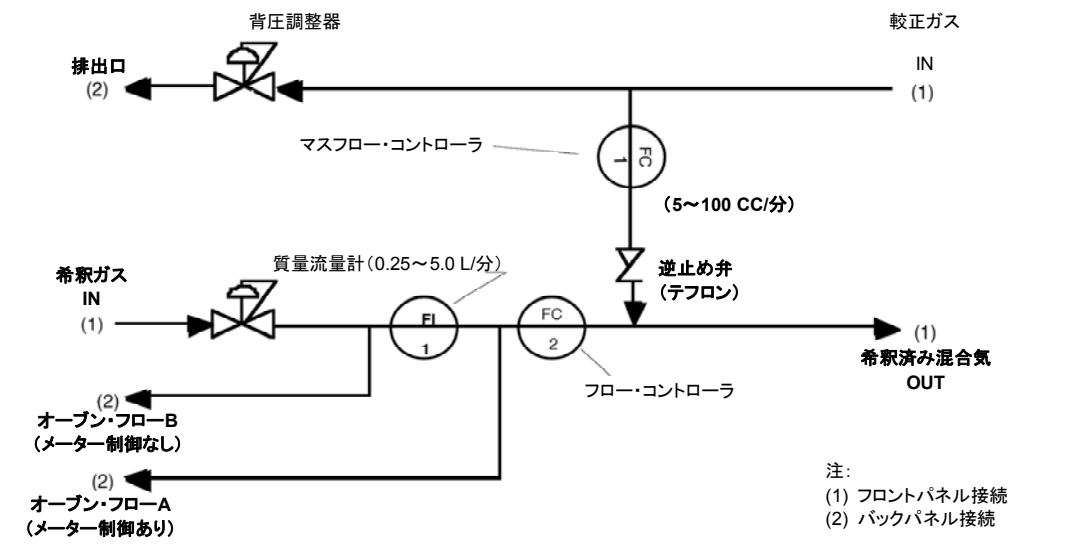 背圧調整器
較正ガス
排出口
IN
(2)
(1)
マスフロー・コントローラ
FC
1
(5～100 CC/分)
質量流量計(0.25～5.0 L/分)
逆止め弁
(テフロン)
希釈ガス
IN
(1)
FI
1
FC
2
(1)
希釈済み混合気
OUT
フロー・コントローラ
(2)
オーブン・フローB
(メーター制御なし)
(2)
オーブン・フローA
(メーター制御あり)
注:
(1) フロントパネル接続
(2) バックパネル接続